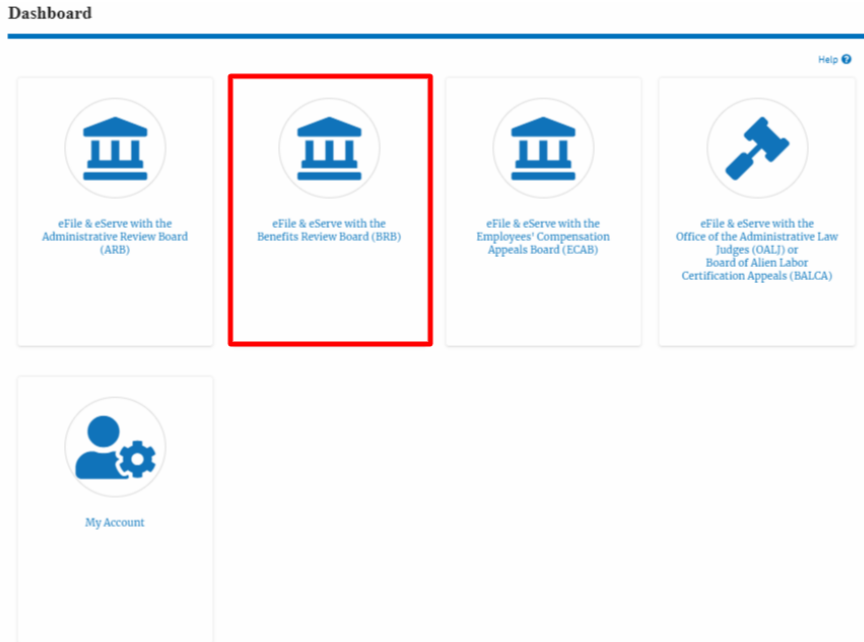 Dashboard
Help
eFile & eServe with the
Administrative Review Board
(ARB)
eFile & eServe with the
Benefits Review Board (BRB)
eFile & eServe with the
Employees' Compensation
Appeals Board (ECAB)
eFile & eServe with the
Office of the Administrative Law
Judges (OALJ) or
Board of Alien Labor
Certification Appeals (BALCA)
My Account